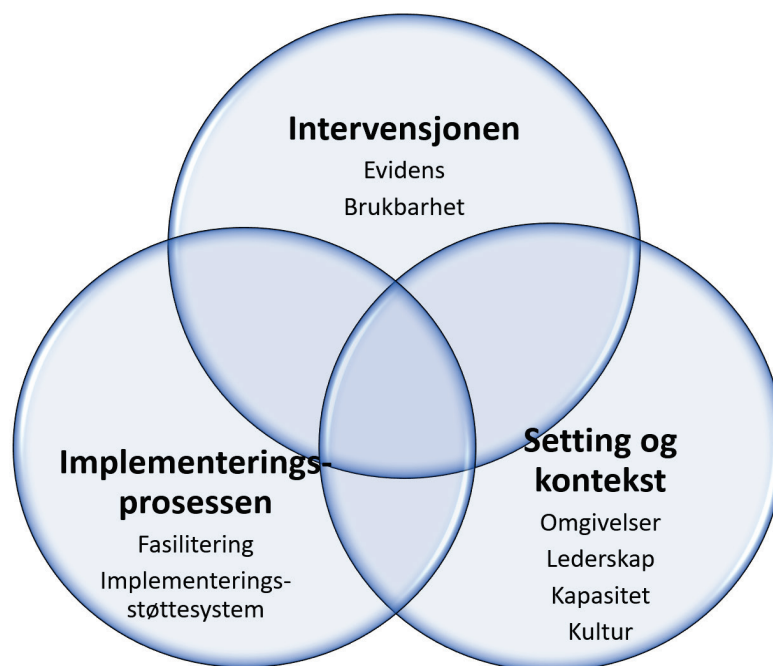 Intervensjonen
Evidens
Brukbarhet
Implementerings-
prosessen
Fasilitering
Implementerings-
støttesystem
Setting og
kontekst
Omgivelser
Lederskap
Kapasitet
Kultur